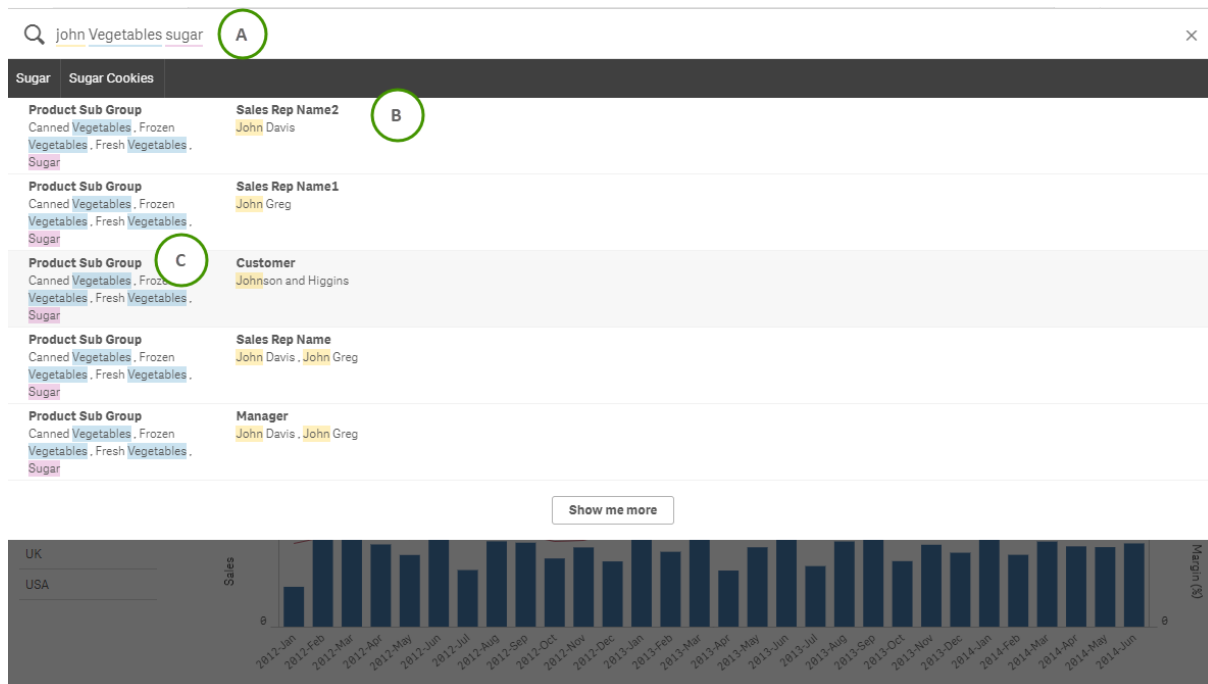 john Vegetables sugar
A
Sugar Sugar Cookies
Product Sub Group
Canned Vegetables , Frozen
Vegetables , Fresh Vegetables ,
Sugar
Sales Rep Name2
John Davis
B
Product Sub Group
Canned Vegetables , Frozen
Vegetables , Fresh Vegetables ,
Sugar
Sales Rep Name1
John Greg
Product Sub Group
C
Canned Vegetables , Froze
Vegetables , Fresh Vegetables ,
Sugar
Customer
Johnson and Higgins
Product Sub Group
Canned Vegetables , Frozen
Vegetables , Fresh Vegetables ,
Sugar
Sales Rep Name
John Davis , John Greg
Product Sub Group
Canned Vegetables , Frozen
Vegetables , Fresh Vegetables ,
Sugar
Manager
John Davis , John Greg
Show me more
UK
USA
Sales
0
Margin (%)
0
2012-Jan
2012-Feb
2012-Mar
2012-Apr
2012-May
2012-Jun
2012-Jul
2012-Aug
2012-Sep
2012-Oct
2012-Nov
2012-Dec
2013-Jan
2013-Feb
2013-Mar
2013-Apr
2013-May
2013-Jun
2013-Jul
2013-Aug
2013-Sep
2013-Oct
2013-Nov
2013-Dec
2014-Jan
2014-Feb
2014-Mar
2014-Apr
2014-May
2014-Jun